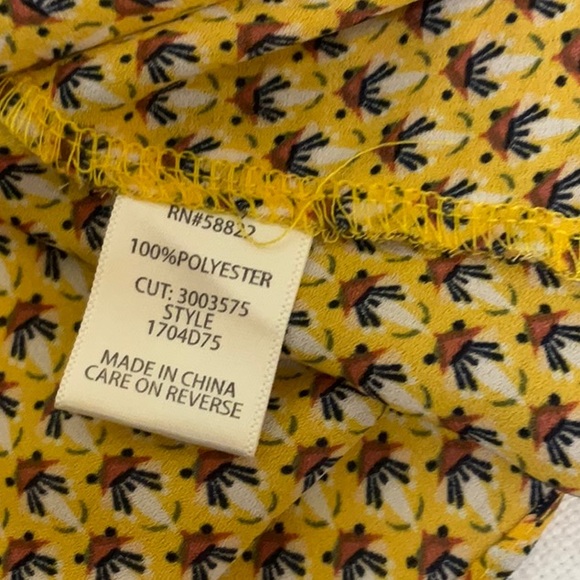 RN#58822
100%POLYESTER
CUT: 3003575
STYLE
1704D75
MADE IN CHINA
CARE ON REVERSE